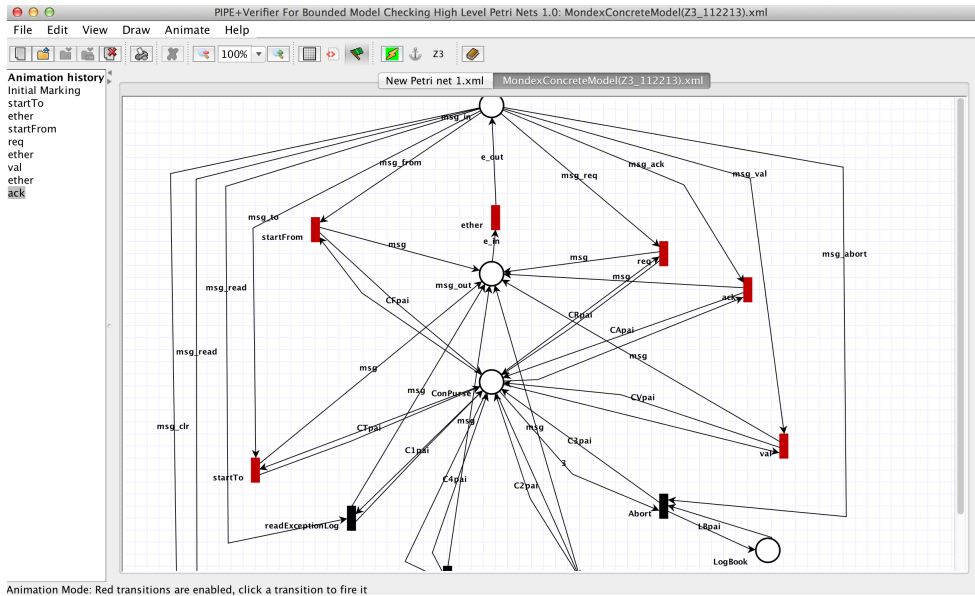 PIPE+Verifier For Bounded Model Checking High Level Petri Nets 1.0: MondexConcreteModel(Z3_112213).xml
File Edit View Draw Animate Help
100% Z3
New Petri net 1.xml MondexConcreteModel(Z3_112213).xml
Animation history
Initial Marking
startTo
ether
startFrom
req
ether
val
ether
ack
msg_in
e_out
msg_from
msg_ack
msg_req
msg_val
msg_to
ether
startFrom
e_in
msg
msg_abort
msg
req
msg
msg_out
msg_read
ack
CFpai
CRpai
CApai
msg_read
msg
msg
msg
ConPurse
CVpai
msg_clr
CTpai
msg
msg
C3pai
C1pai
val
3
startTo
C4pai
C2pai
Abort
readExceptionLog
LBpai
LogBook
Animation Mode: Red transitions are enabled, click a transition to fire it